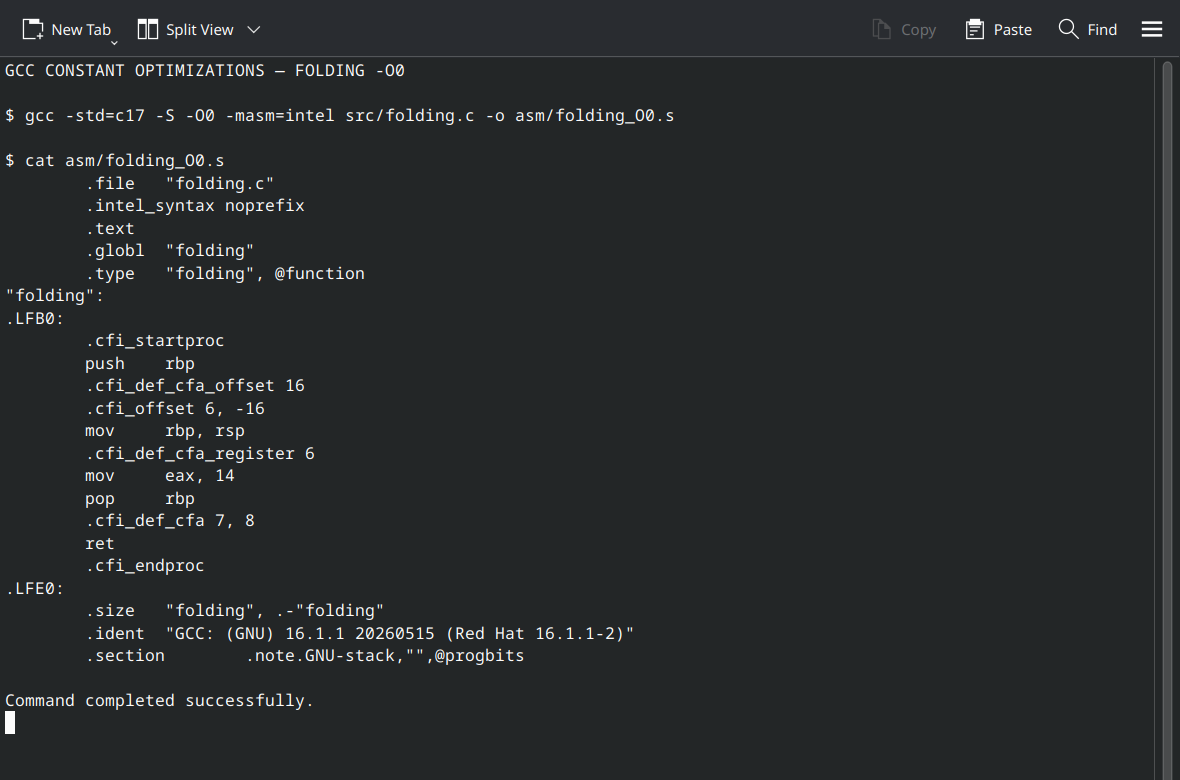 New Tab
Split View
Copy
Paste
Find
GCC CONSTANT OPTIMIZATIONS — FOLDING -O0
$ gcc -std=c17 -S -O0 -masm=intel src/folding.c -o asm/folding_O0.s
$ cat asm/folding_O0.s
.file "folding.c"
.intel_syntax noprefix
.text
.globl "folding"
.type "folding", @function
"folding":
.LFB0:
.cfi_startproc
push rbp
.cfi_def_cfa_offset 16
.cfi_offset 6, -16
mov rbp, rsp
.cfi_def_cfa_register 6
mov eax, 14
pop rbp
.cfi_def_cfa 7, 8
ret
.cfi_endproc
.LFE0:
.size "folding", .-"folding"
.ident "GCC: (GNU) 16.1.1 20260515 (Red Hat 16.1.1-2)"
.section .note.GNU-stack,"",@progbits
Command completed successfully.